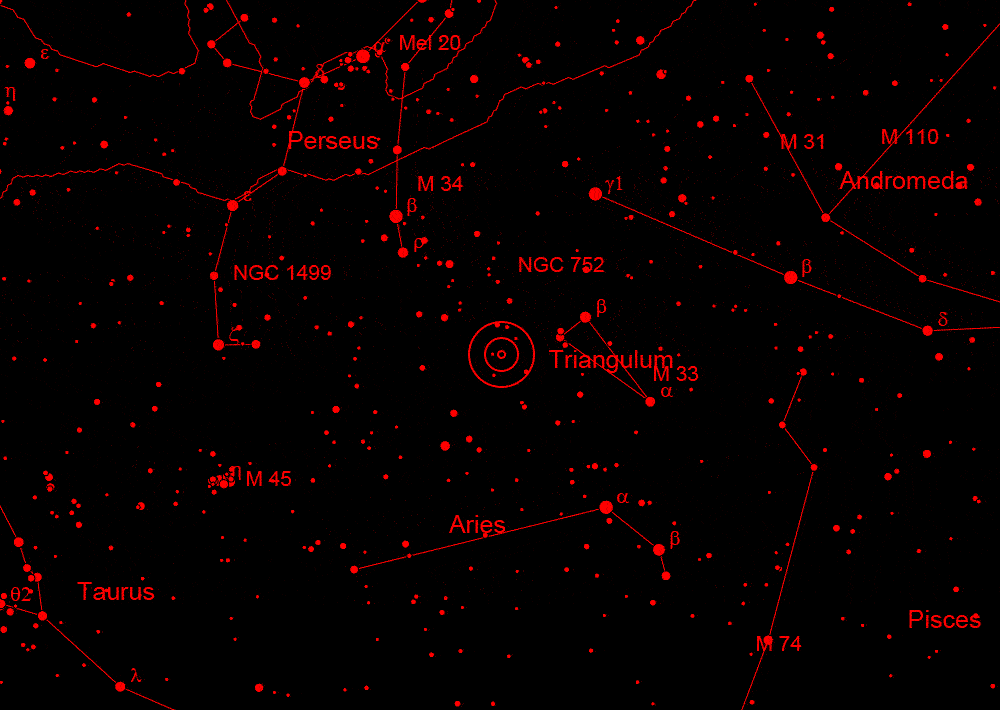 α
Mel 20
ε
δ
η
Perseus
M 31
M 110
M 34
γ1
Andromeda
ε
β
ρ
NGC 1499
NGC 752
β
β
δ
ζ
Triangulum
M 33
α
η
M 45
α
Aries
β
θ2
Taurus
Pisces
M 74
λ